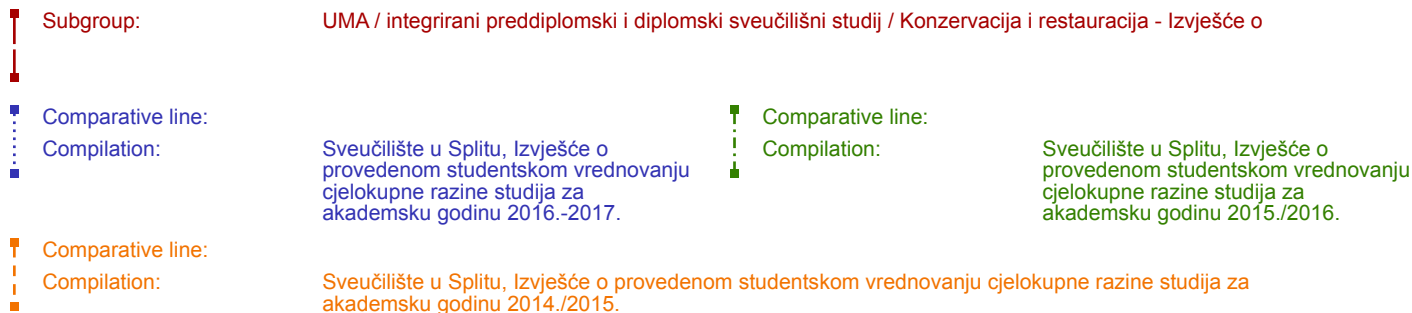 Subgroup: UMA / integrirani preddiplomski i diplomski sveučilišni studij / Konzervacija i restauracija - Izvješće o
Comparative line:
Compilation: Sveučilište u Splitu, Izvješće o
provedenom studentskom vrednovanju
cjelokupne razine studija za
akademsku godinu 2016.-2017.
Comparative line:
Compilation: Sveučilište u Splitu, Izvješće o
provedenom studentskom vrednovanju
cjelokupne razine studija za
akademsku godinu 2015./2016.
Comparative line:
Compilation: Sveučilište u Splitu, Izvješće o provedenom studentskom vrednovanju cjelokupne razine studija za
akademsku godinu 2014./2015.